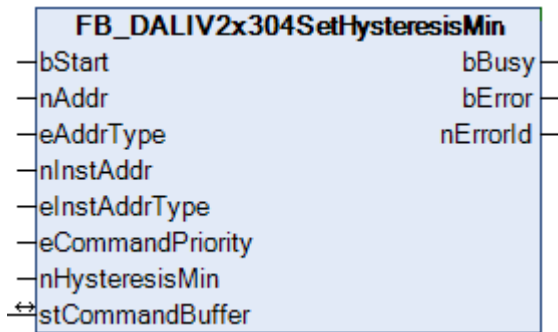 FB_DALIV2x304SetHysteresisMin
bStart bBusy
nAddr bError
eAddrType nErrorId
nInstAddr
eInstAddrType
eCommandPriority
nHysteresisMin
stCommandBuffer